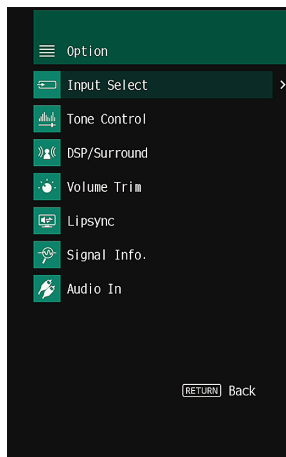 Option
Input Select
Tone Control
DSP/Surround
Volume Trim
Lipsync
Signal Info.
Audio In
RETURN Back